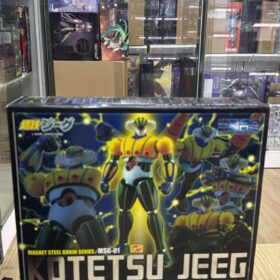 鋼鉄ジーグ
MAGNET STEEL GOKIN SERIES / MSG-01
KOTETSU JEEG